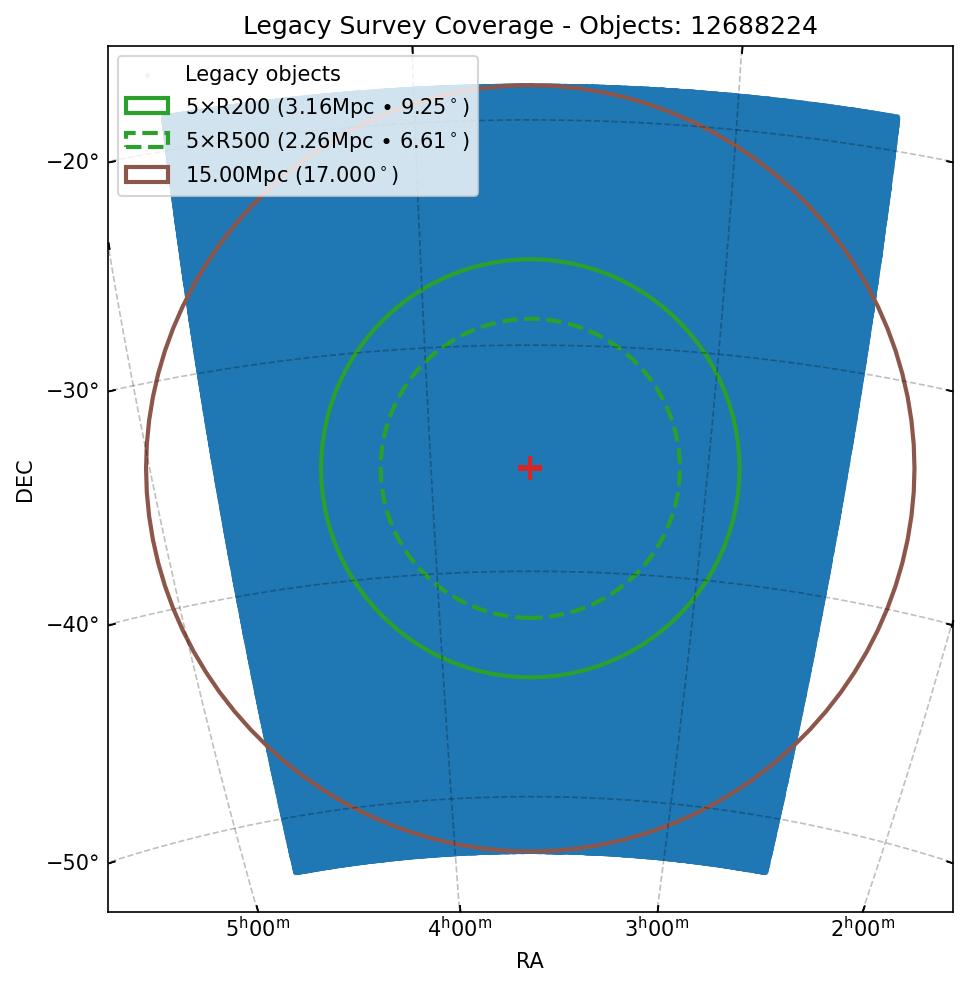 Legacy Survey Coverage - Objects: 12688224
Legacy objects
5×R200 (3.16Mpc • 9.25°)
5×R500 (2.26Mpc • 6.61°)
15.00Mpc (17.000°)
−20°
−30°
−40°
−50°
DEC
5ʰ00ᵐ 4ʰ00ᵐ 3ʰ00ᵐ 2ʰ00ᵐ
RA